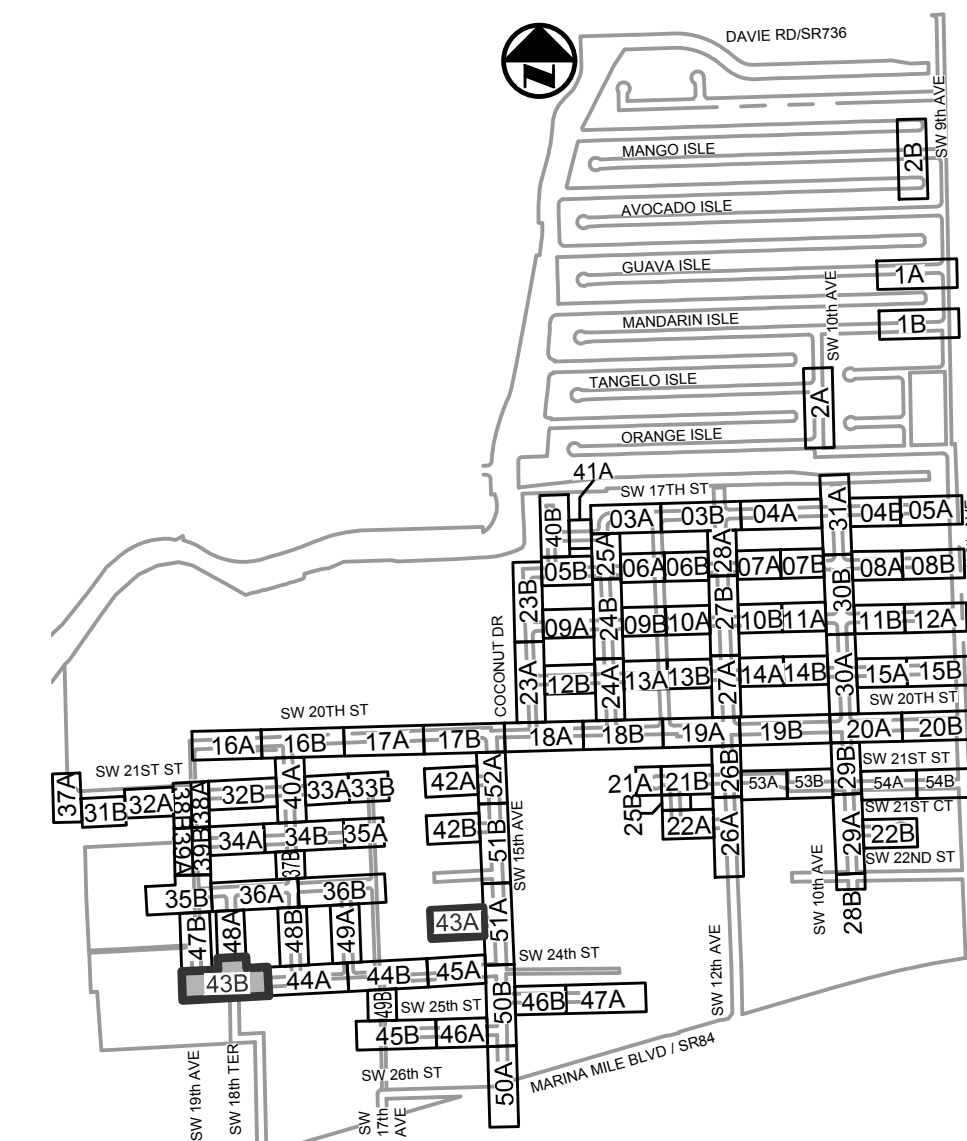 DAVIE RD/SR736
SW 9th AVE
N
MANGO ISLE
2B
AVOCADO ISLE
GUAVA ISLE
1A
SW 10th AVE
MANDARIN ISLE
1B
TANGELO ISLE
2A
ORANGE ISLE
41A
SW 17TH ST
40B
03A
03B
04A
31A
04B
05A
25A
28A
05B
06A
06B
07A
07B
08A
08B
23B
24B
27B
30B
09A
09B
10A
10B
11A
11B
12A
COCONUT DR
23A
12B
24A
13A
13B
27A
14A
14B
30A
15A
15B
SW 20TH ST
SW 20TH ST
16A
16B
17A
17B
18A
18B
19A
19B
20A
20B
SW 21ST ST
37A
31B
32A
38B
38A
32B
40A
33A
33B
42A
52A
21A
21B
26B
53A
53B
29B
SW 21ST ST
54A
54B
25B
22A
SW 21ST CT
39A
39B
34A
34B
35A
37B
42B
51B
SW 15th AVE
26A
29A
22B
SW 22ND ST
35B
36A
36B
SW 10th AVE
28B
47B
48A
48B
49A
43A
51A
43B
44A
44B
45A
SW 24th ST
SW 12th AVE
49B
SW 25th ST
50B
46B
47A
45B
46A
SW 19th AVE
SW 18th TER
SW 26th ST
50A
MARINA MILE BLVD / SR84
SW
17th
AVE